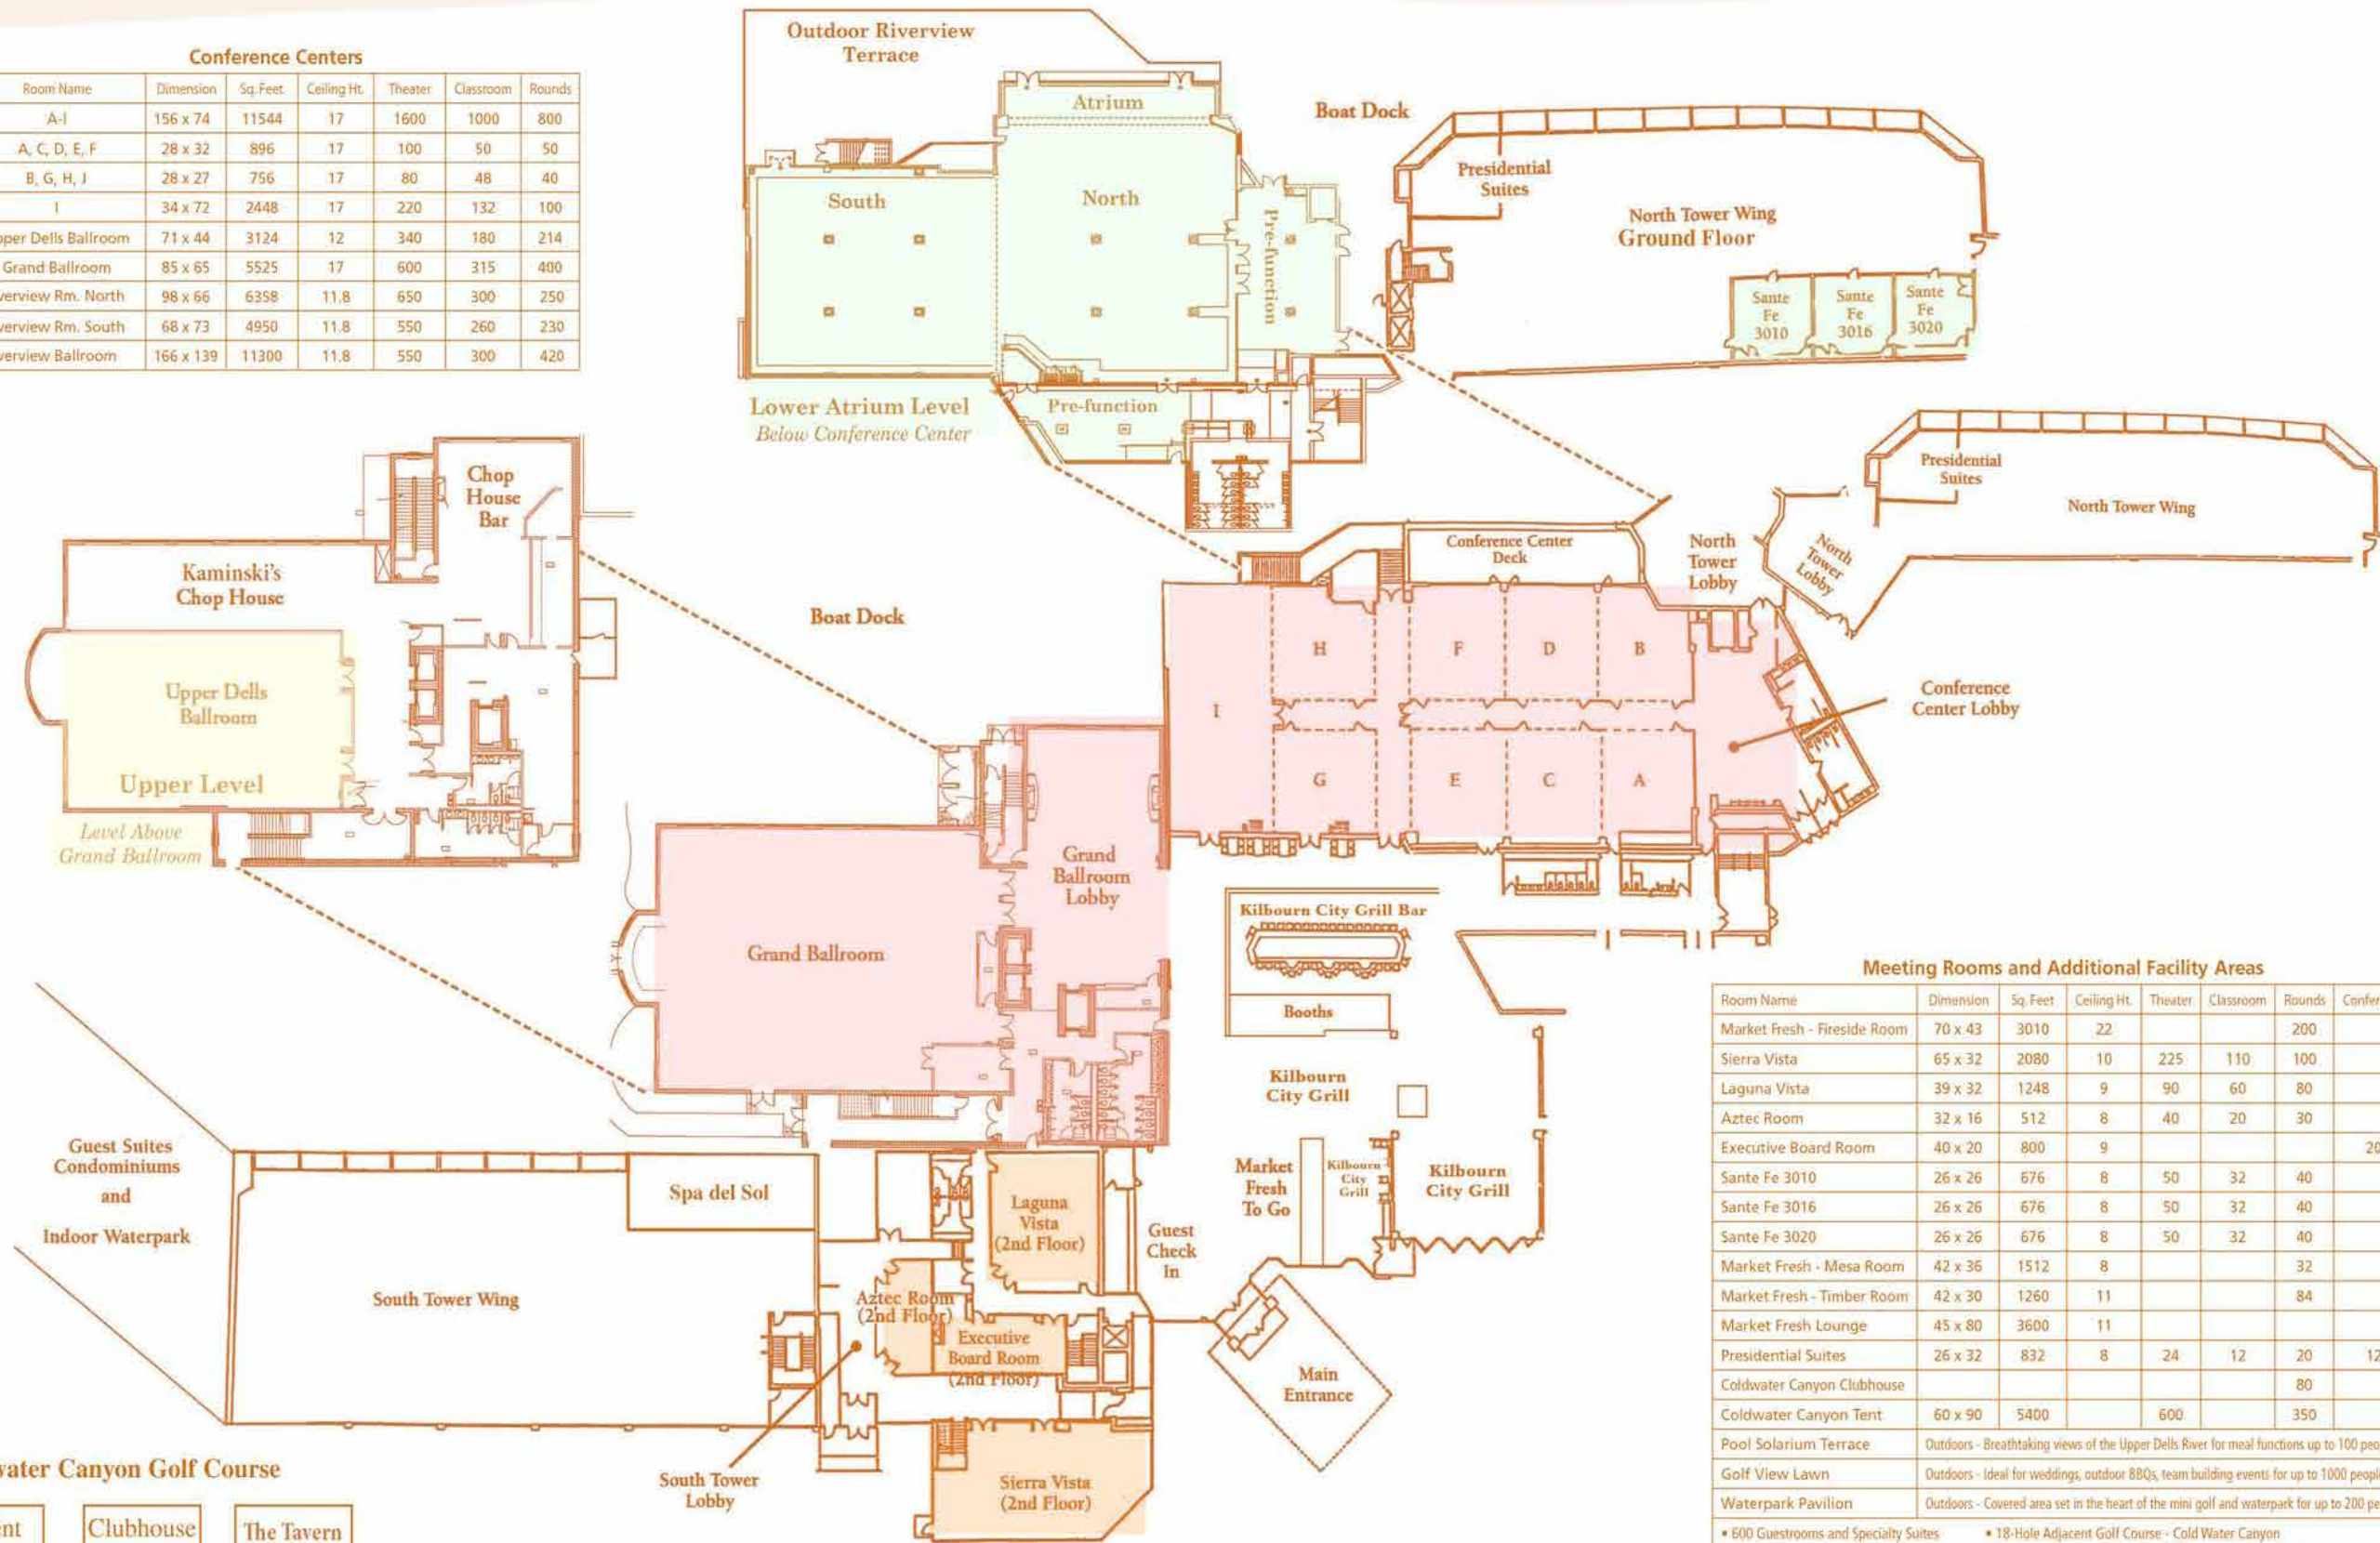 Conference Centers
Room Name Dimension Sq. Feet Ceiling Ht. Theater Classroom Rounds
A-I 156 x 74 11544 17 1600 1000 800
A, C, D, E, F 28 x 32 896 17 100 50 50
B, G, H, J 28 x 27 756 17 80 48 40
I 34 x 72 2448 17 220 132 100
pper Dells Ballroom 71 x 44 3124 12 340 180 214
Grand Ballroom 85 x 65 5525 17 600 315 400
verview Rm. North 98 x 66 6358 11.8 650 300 250
verview Rm. South 68 x 73 4950 11.8 550 260 230
verview Ballroom 166 x 139 11300 11.8 550 300 420
Outdoor Riverview
Terrace
Atrium
South
North
Pre-function
Lower Atrium Level
Below Conference Center
Pre-function
Boat Dock
Presidential
Suites
North Tower Wing
Ground Floor
Sante
Fe
3010
Sante
Fe
3016
Sante
Fe
3020
Presidential
Suites
North Tower Wing
North
Tower
Lobby
North
Tower
Lobby
Conference Center
Deck
Chop
House
Bar
Kaminski's
Chop House
Upper Dells
Ballroom
Upper Level
Level Above
Grand Ballroom
Boat Dock
H
F
D
B
I
G
E
C
A
Conference
Center Lobby
Grand
Ballroom
Lobby
Grand Ballroom
Kilbourn City Grill Bar
Booths
Kilbourn
City Grill
Market
Fresh
To Go
Kilbourn
City
Grill
Kilbourn
City Grill
Guest Suites
Condominiums
and
Indoor Waterpark
Spa del Sol
South Tower Wing
Laguna
Vista
(2nd Floor)
Guest
Check
In
Aztec Room
(2nd Floor)
Executive
Board Room
(2nd Floor)
Main
Entrance
South Tower
Lobby
Sierra Vista
(2nd Floor)
water Canyon Golf Course
nt
Clubhouse
The Tavern
Meeting Rooms and Additional Facility Areas
Room Name Dimension Sq. Feet Ceiling Ht. Theater Classroom Rounds Confer
Market Fresh - Fireside Room 70 x 43 3010 22 200
Sierra Vista 65 x 32 2080 10 225 110 100
Laguna Vista 39 x 32 1248 9 90 60 80
Aztec Room 32 x 16 512 8 40 20 30
Executive Board Room 40 x 20 800 9 20
Sante Fe 3010 26 x 26 676 8 50 32 40
Sante Fe 3016 26 x 26 676 8 50 32 40
Sante Fe 3020 26 x 26 676 8 50 32 40
Market Fresh - Mesa Room 42 x 36 1512 8 32
Market Fresh - Timber Room 42 x 30 1260 11 84
Market Fresh Lounge 45 x 80 3600 11
Presidential Suites 26 x 32 832 8 24 12 20 12
Coldwater Canyon Clubhouse 80
Coldwater Canyon Tent 60 x 90 5400 600 350
Pool Solarium Terrace Outdoors - Breathtaking views of the Upper Dells River for meal functions up to 100 peo
Golf View Lawn Outdoors - Ideal for weddings, outdoor BBQs, team building events for up to 1000 people
Waterpark Pavilion Outdoors - Covered area set in the heart of the mini golf and waterpark for up to 200 pe
• 600 Guestrooms and Specialty Suites • 18-Hole Adjacent Golf Course - Cold Water Canyon